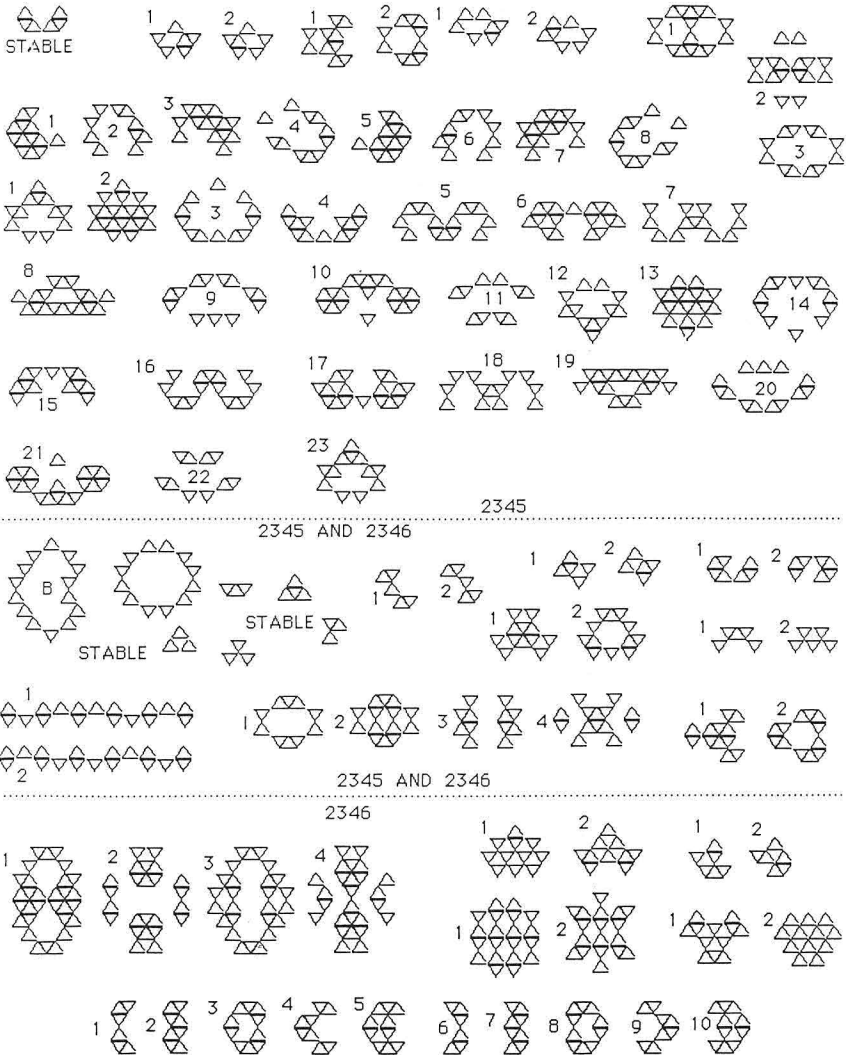 1 2 1 2 1 2 1
STABLE
2
1 2 3 4 5 6 7 8 3
1 2 3 4 5 6 7
8 9 10 11 12 13 14
15 16 17 18 19 20
21 22 23
2345
2345 AND 2346
B 1 2 1 2 1 2
STABLE
STABLE 1 2 1 2
1 1 2 3 4 1 2
2
2345 AND 2346
2346
1 2 3 4 1 2 1 2
1 2 1 2
1 2 3 4 5 6 7 8 9 10